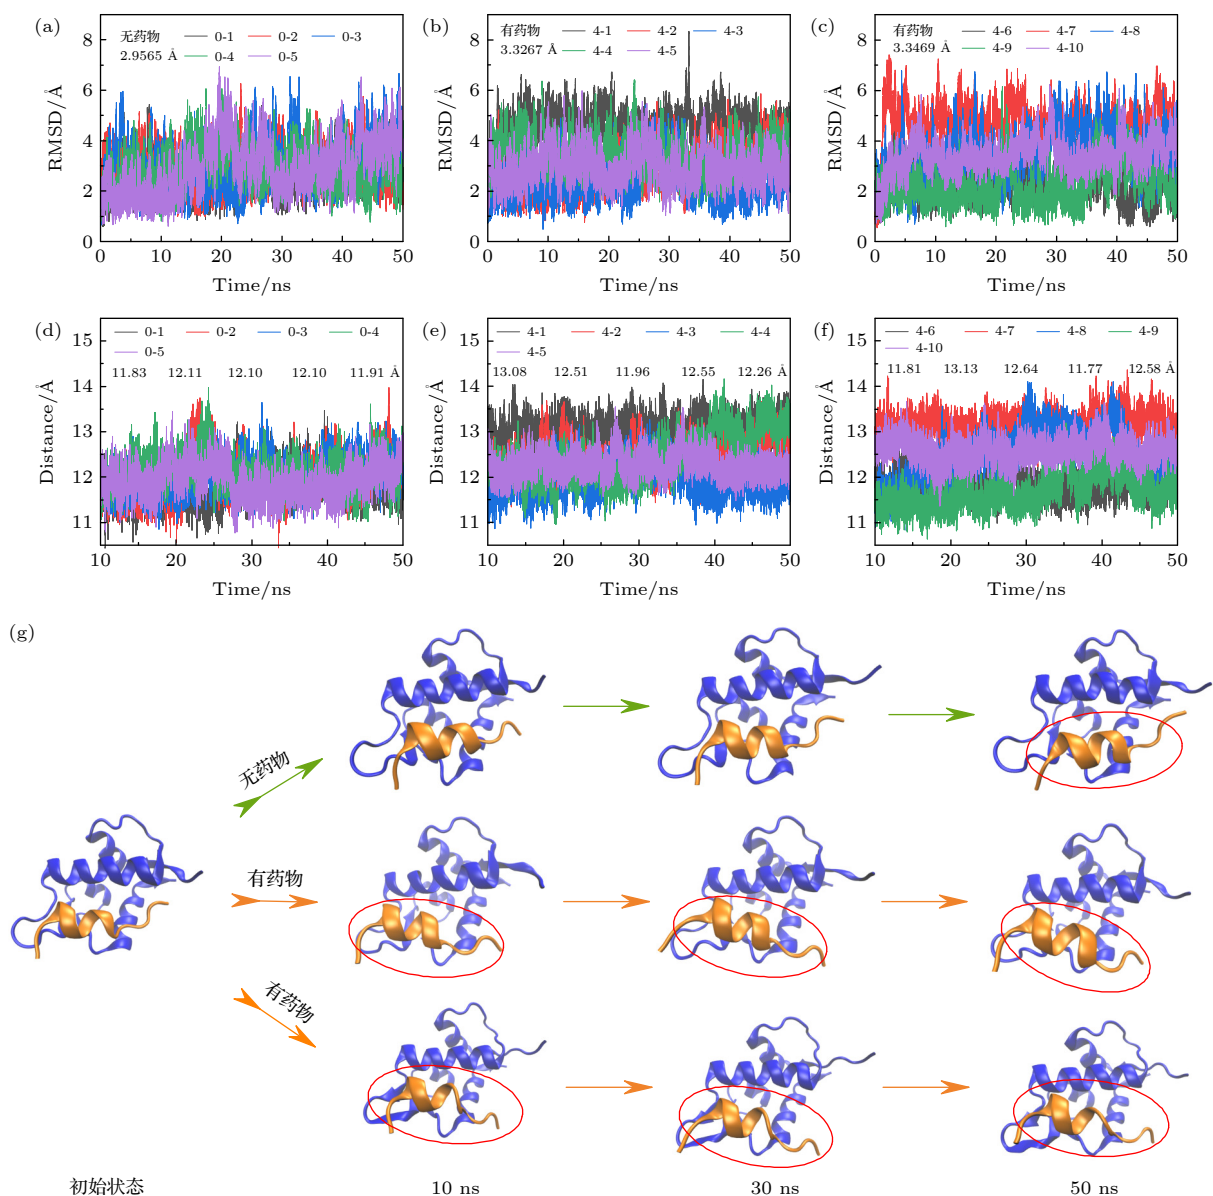 (a)
无药物 0-1 0-2 0-3
2.9565 Å 0-4 0-5
8
6
4
2
0
RMSD/Å
0 10 20 30 40 50
Time/ns
(b)
有药物 4-1 4-2 4-3
3.3267 Å 4-4 4-5
8
6
4
2
0
RMSD/Å
0 10 20 30 40 50
Time/ns
(c)
有药物 4-6 4-7 4-8
3.3469 Å 4-9 4-10
8
6
4
2
0
RMSD/Å
0 10 20 30 40 50
Time/ns
(d)
0-1 0-2 0-3 0-4
0-5
11.83 12.11 12.10 12.10 11.91 Å
15
14
13
12
11
Distance/Å
10 20 30 40 50
Time/ns
(e)
4-1 4-2 4-3 4-4
4-5
13.08 12.51 11.96 12.55 12.26 Å
15
14
13
12
11
Distance/Å
10 20 30 40 50
Time/ns
(f)
4-6 4-7 4-8 4-9
4-10
11.81 13.13 12.64 11.77 12.58 Å
15
14
13
12
11
Distance/Å
10 20 30 40 50
Time/ns
(g)
无药物
有药物
有药物
初始状态 10 ns 30 ns 50 ns